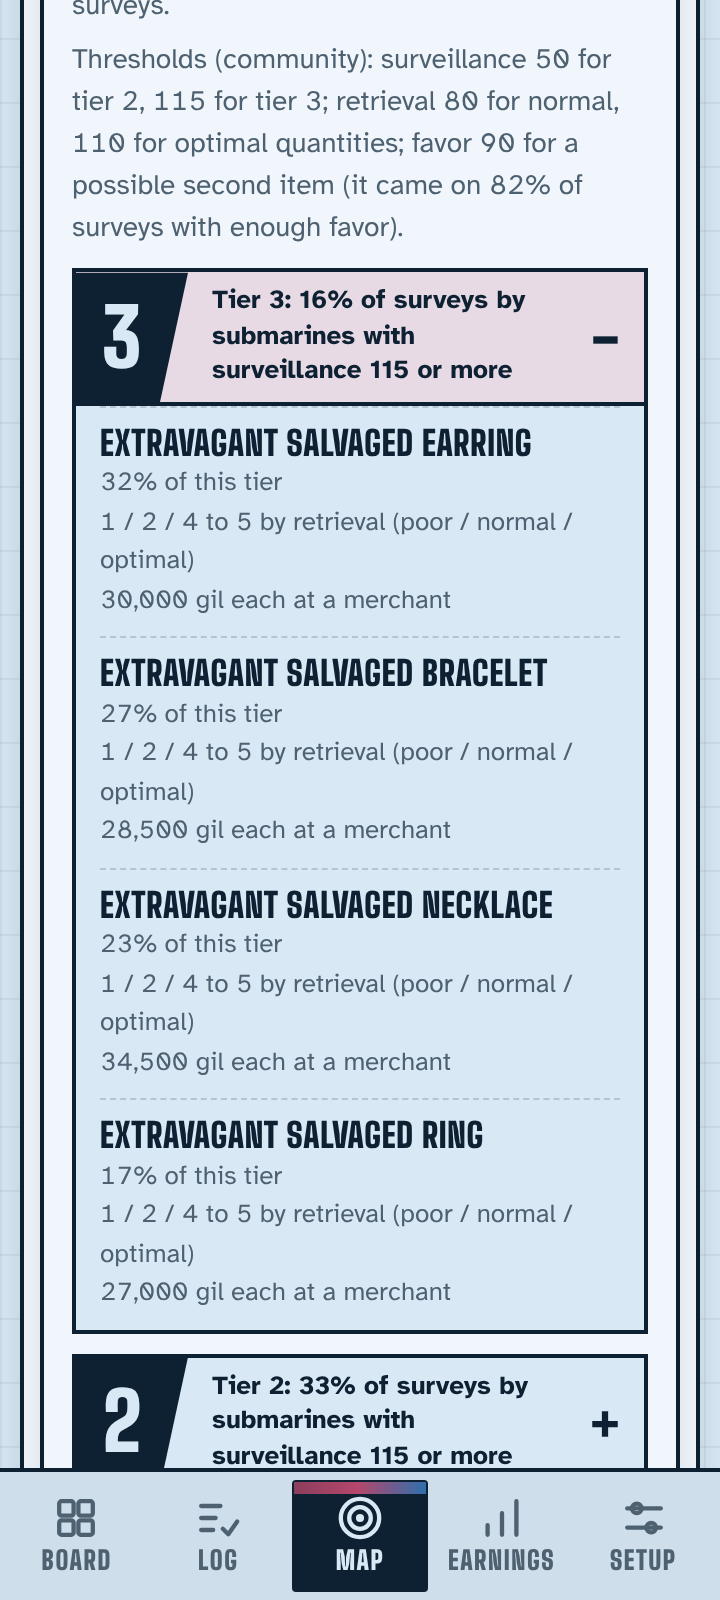 surveys.
Thresholds (community): surveillance 50 for
tier 2, 115 for tier 3; retrieval 80 for normal,
110 for optimal quantities; favor 90 for a
possible second item (it came on 82% of
surveys with enough favor).
3
Tier 3: 16% of surveys by
submarines with
surveillance 115 or more
–
EXTRAVAGANT SALVAGED EARRING
32% of this tier
1 / 2 / 4 to 5 by retrieval (poor / normal /
optimal)
30,000 gil each at a merchant
EXTRAVAGANT SALVAGED BRACELET
27% of this tier
1 / 2 / 4 to 5 by retrieval (poor / normal /
optimal)
28,500 gil each at a merchant
EXTRAVAGANT SALVAGED NECKLACE
23% of this tier
1 / 2 / 4 to 5 by retrieval (poor / normal /
optimal)
34,500 gil each at a merchant
EXTRAVAGANT SALVAGED RING
17% of this tier
1 / 2 / 4 to 5 by retrieval (poor / normal /
optimal)
27,000 gil each at a merchant
2
Tier 2: 33% of surveys by
submarines with
surveillance 115 or more
+
BOARD
LOG
MAP
EARNINGS
SETUP